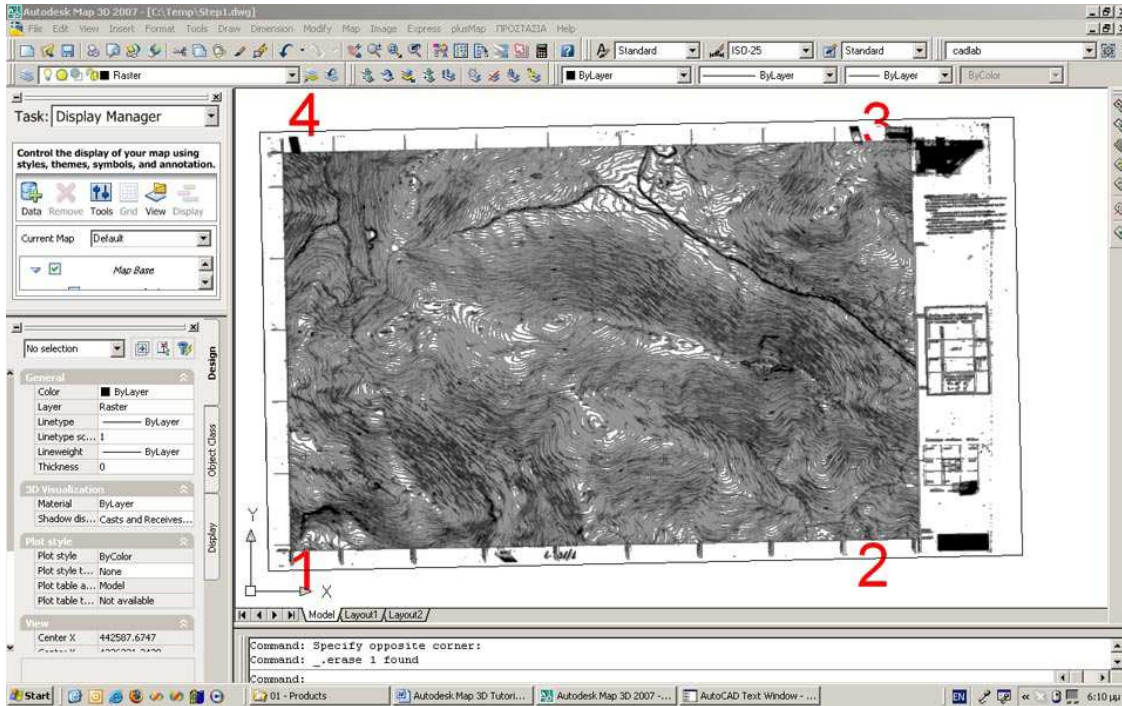 Autodesk Map 3D 2007 - [C:\Temp\Step1.dwg]
File Edit View Insert Format Tools Draw Dimension Modify Map Image Express plusMap ΠΡΟΣΤΑΣΙΑ Help
Standard ISO-25 Standard cadlab
Raster ByLayer ByLayer ByLayer ByColor
Task: Display Manager
Control the display of your map using
styles, themes, symbols, and annotation.
Data Remove Tools Grid View Display
Current Map Default
Map Base
No selection
Design
Object Class
Display
General
Color ByLayer
Layer Raster
Linetype ByLayer
Linetype sc... 1
Lineweight ByLayer
Thickness 0
3D Visualization
Material ByLayer
Shadow dis... Casts and Receives...
Plot style
Plot style ByColor
Plot style t... None
Plot table a... Model
Plot table t... Not available
View
Center X 442587.6747
4 3
1 2
Y
X
Model Layout1 Layout2
Command: Specify opposite corner:
Command: _.erase 1 found
Command:
Start 01 - Products Autodesk Map 3D Tutori... Autodesk Map 3D 2007 -... AutoCAD Text Window - ... EN 6:10 μμ